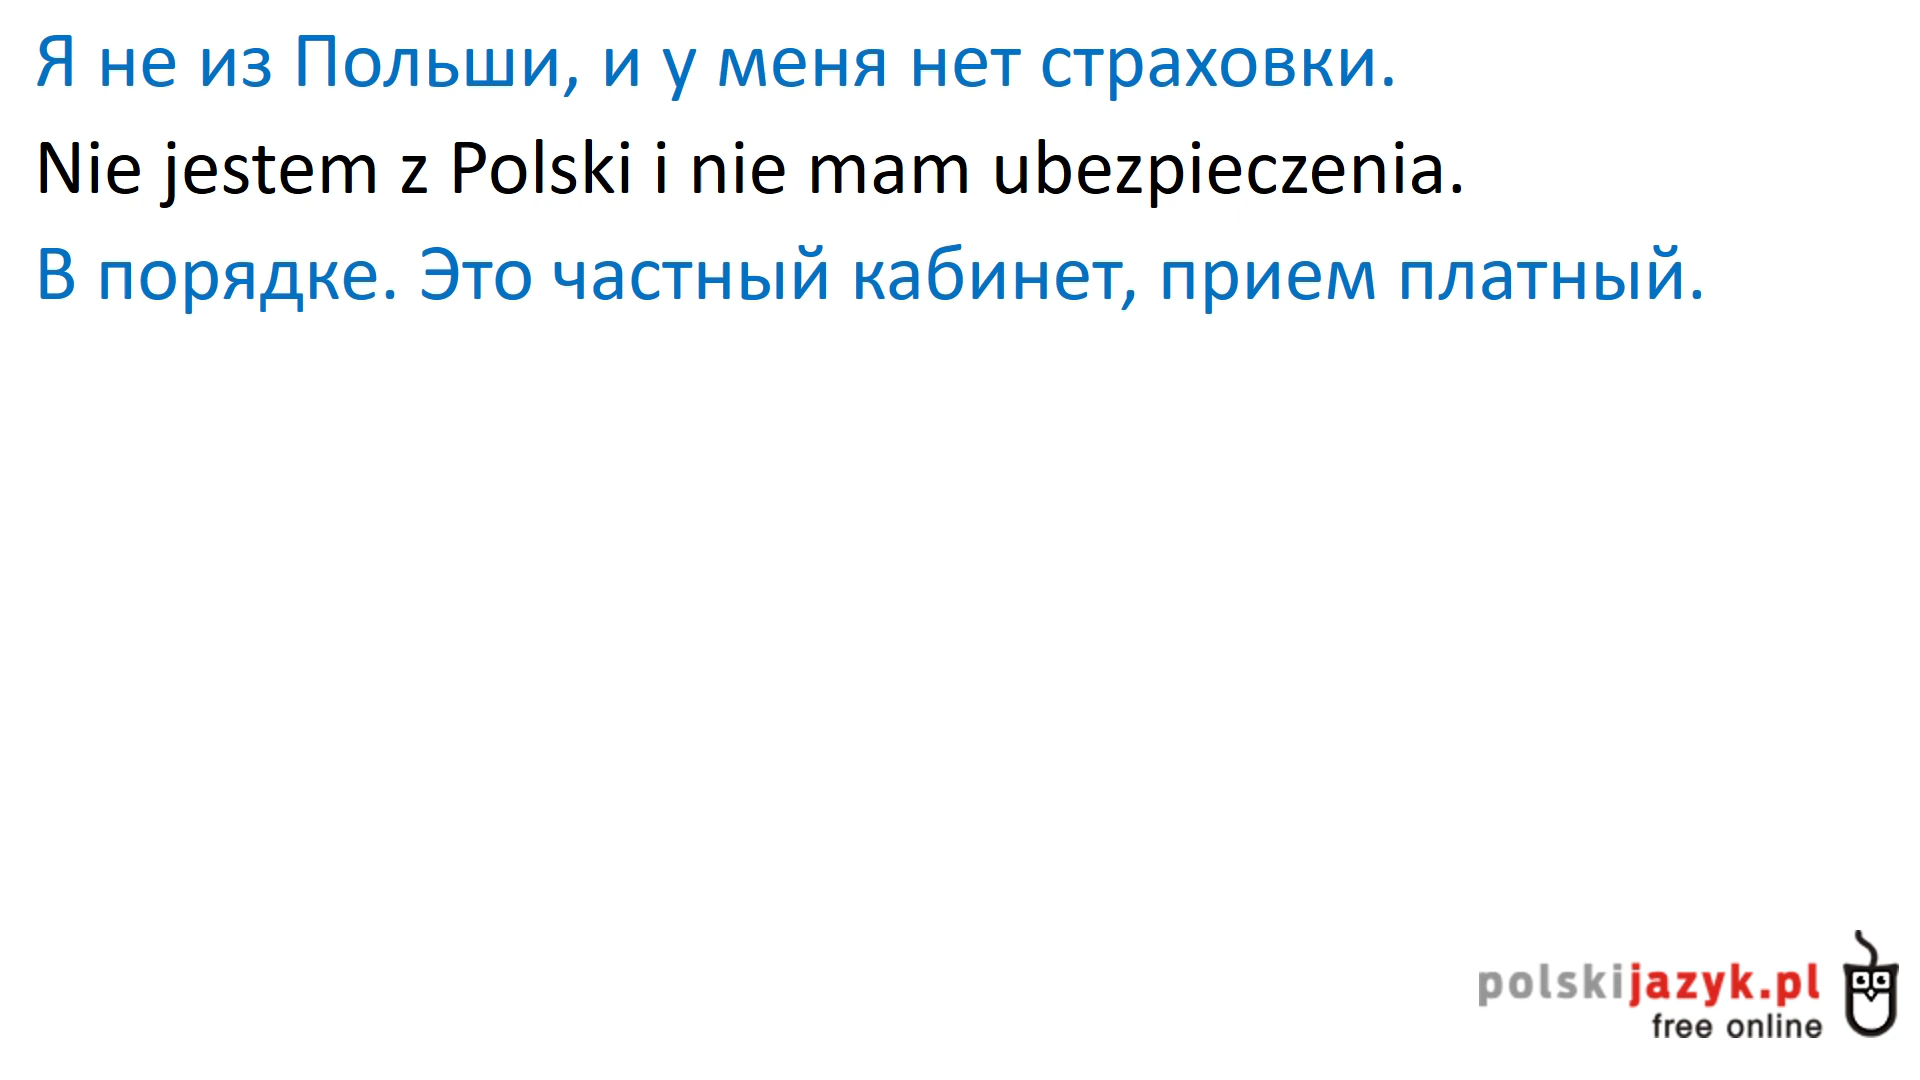 Я не из Польши, и у меня нет страховки.
Nie jestem z Polski i nie mam ubezpieczenia.
В порядке. Это частный кабинет, прием платный.
polskijazyk.pl
free online